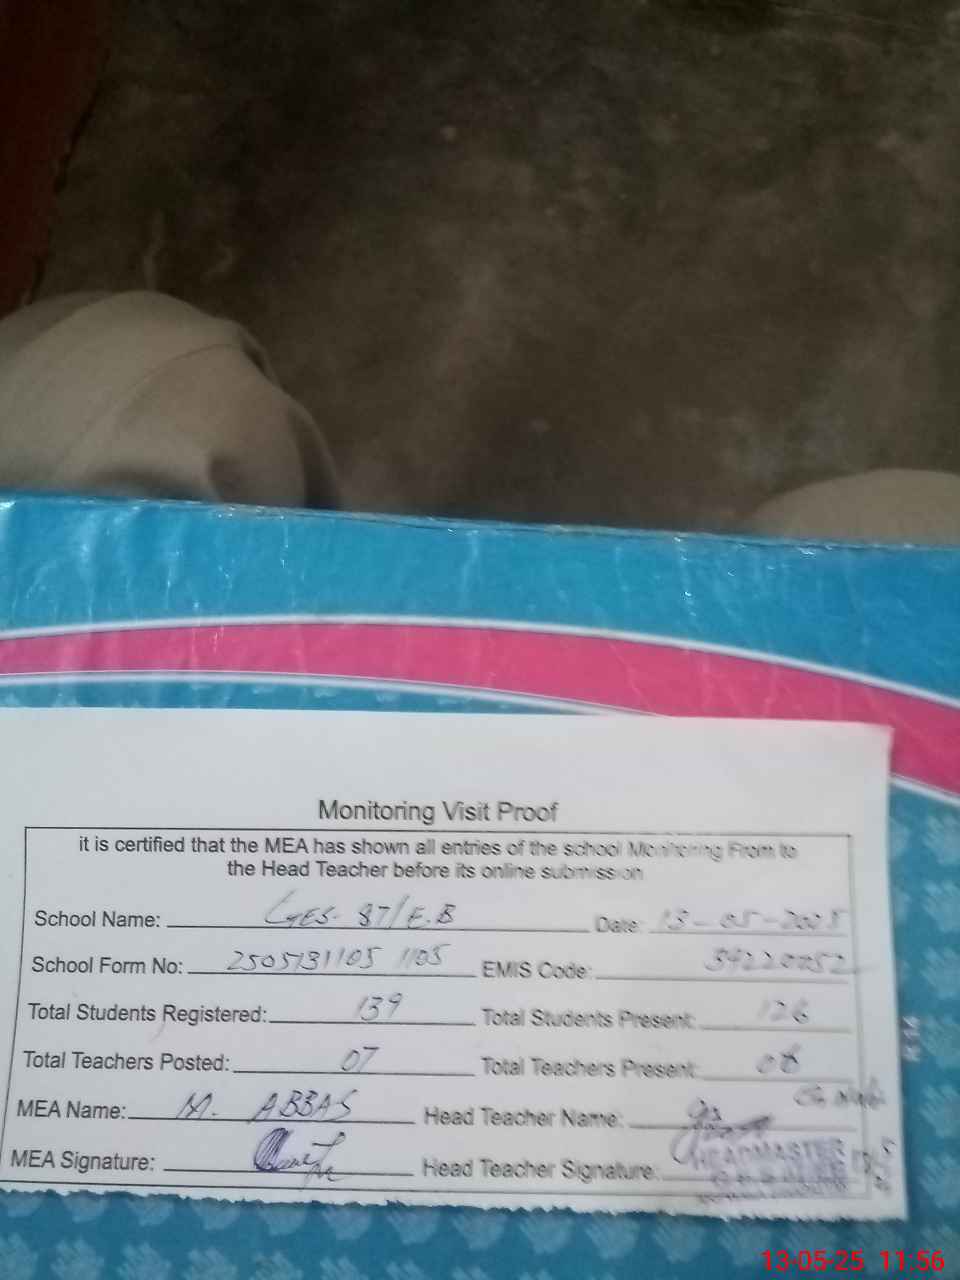 Monitoring Visit Proof
it is certified that the MEA has shown all entries of the school Monitoring From to
the Head Teacher before its online submission
School Name: GES- 87/E.B Date: 13-05-2025
School Form No: 2505131105 1105 EMIS Code:
Total Students Registered: 139 Total Students Present: 126
Total Teachers Posted: 07 Total Teachers Present: 06
MEA Name: M. ABBAS Head Teacher Name:
MEA Signature: Head Teacher Signature:
HEADMASTER
13-05-25 11:56